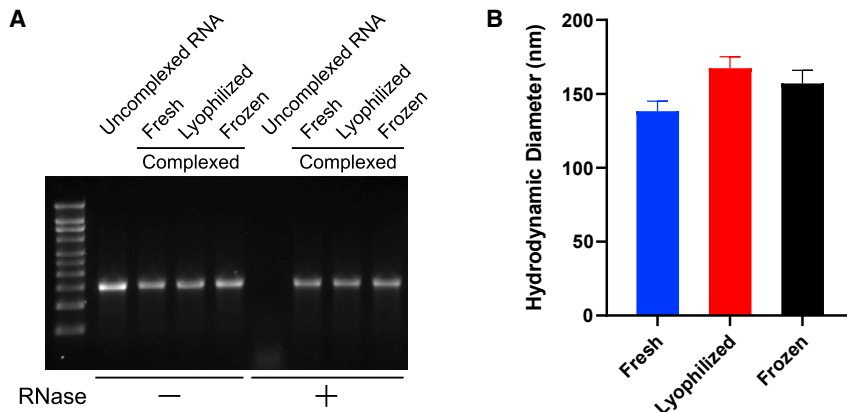 A
Uncomplexed RNA
Fresh
Lyophilized
Frozen
Complexed
Uncomplexed RNA
Fresh
Lyophilized
Frozen
Complexed
RNase
—
+
B
Hydrodynamic Diameter (nm)
200
150
100
50
0
Fresh
Lyophilized
Frozen